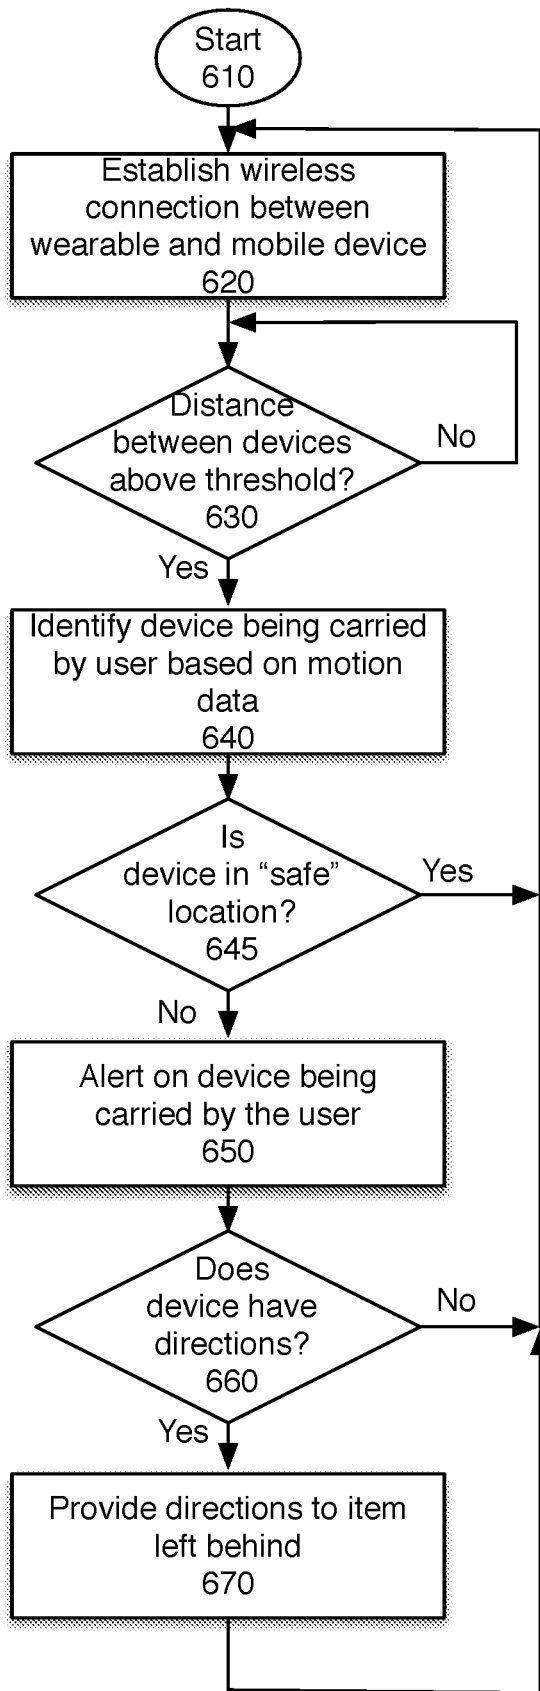 Start
610
Establish wireless
connection between
wearable and mobile device
620
Distance
between devices
above threshold?
630
No
Yes
Identify device being carried
by user based on motion
data
640
Is
device in “safe”
location?
645
Yes
No
Alert on device being
carried by the user
650
Does
device have
directions?
660
No
Yes
Provide directions to item
left behind
670